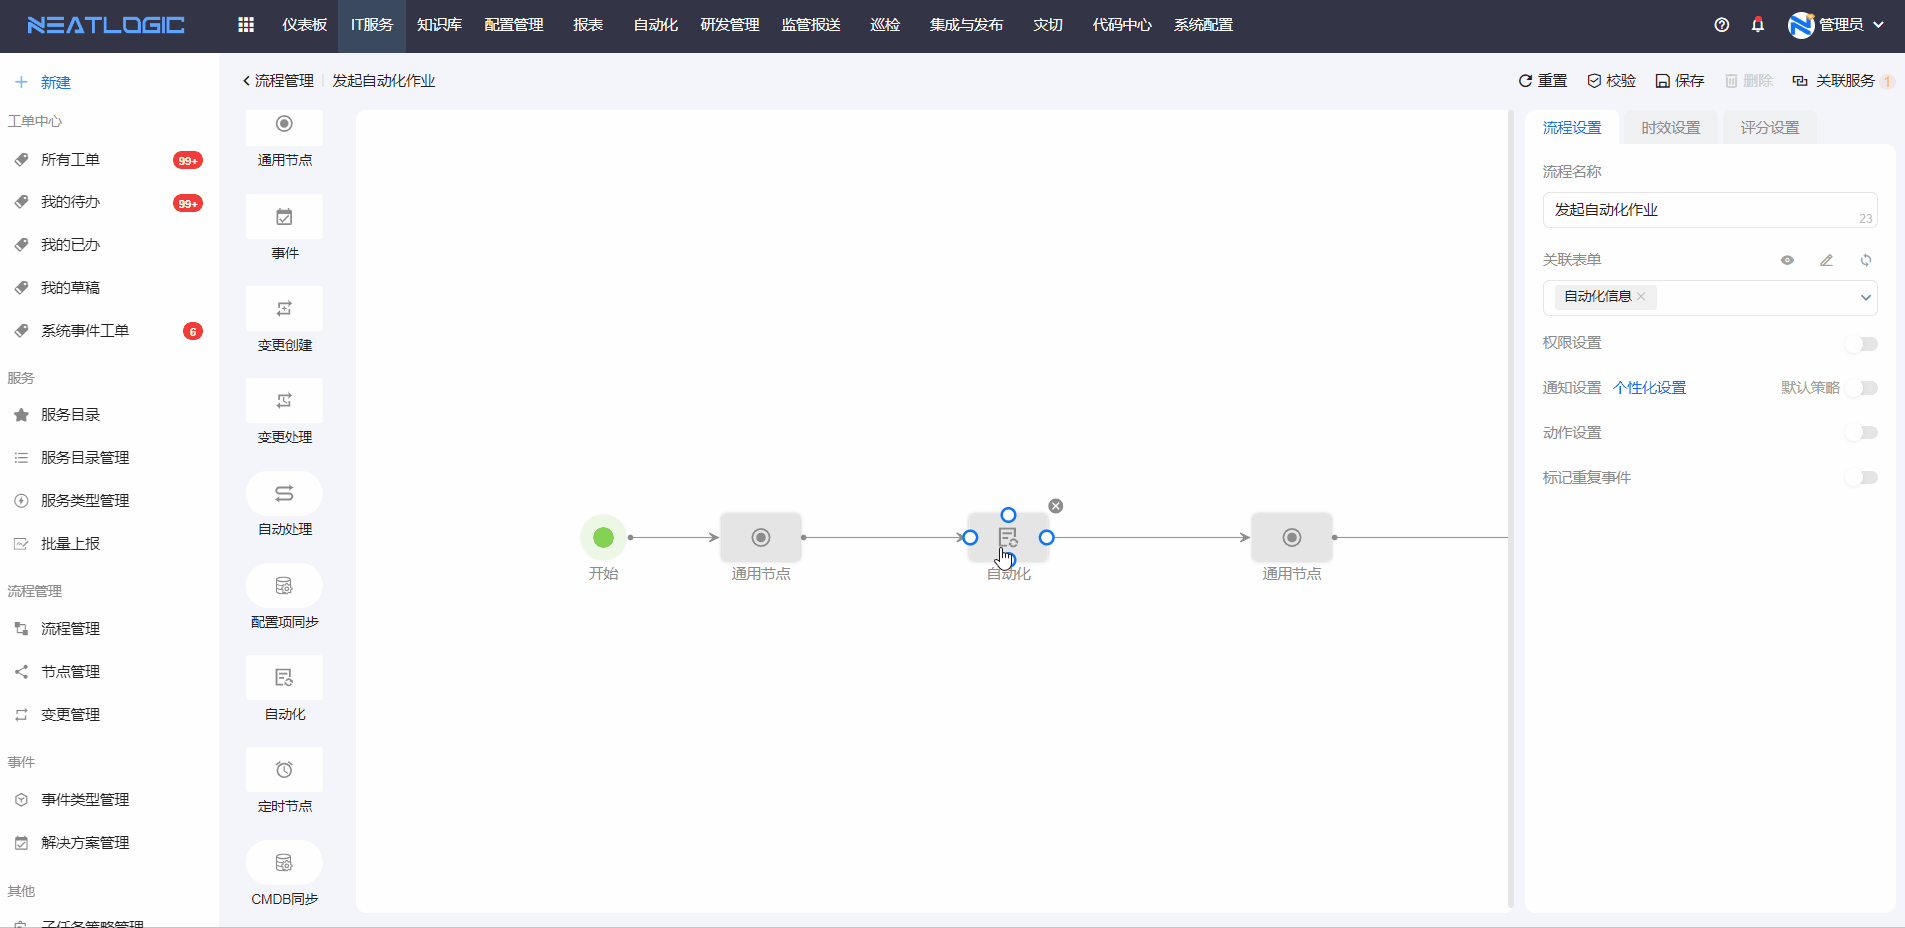 NEATLOGIC
仪表板
IT服务
知识库
配置管理
报表
自动化
研发管理
监管报送
巡检
集成与发布
灾切
代码中心
系统配置
管理员
新建
工单中心
所有工单
99+
我的待办
99+
我的已办
我的草稿
系统事件工单
6
服务
服务目录
服务目录管理
服务类型管理
批量上报
流程管理
流程管理
节点管理
变更管理
事件
事件类型管理
解决方案管理
其他
子任务策略管理
流程管理
发起自动化作业
重置
校验
保存
删除
关联服务
1
通用节点
事件
变更创建
变更处理
自动处理
配置项同步
自动化
定时节点
CMDB同步
开始
通用节点
自动化
通用节点
流程设置
时效设置
评分设置
流程名称
发起自动化作业
23
关联表单
自动化信息
权限设置
通知设置 个性化设置
默认策略
动作设置
标记重复事件